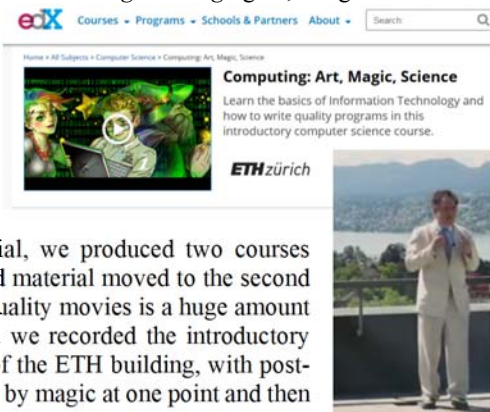 edX Courses Programs Schools & Partners About Search:
Home > All Subjects > Computer Science > Computing: Art, Magic, Science
Computing: Art, Magic, Science
Learn the basics of Information Technology and
how to write quality programs in this
introductory computer science course.
ETHzürich
ial, we produced two courses
d material moved to the second
uality movies is a huge amount
we recorded the introductory
of the ETH building, with post-
by magic at one point and then